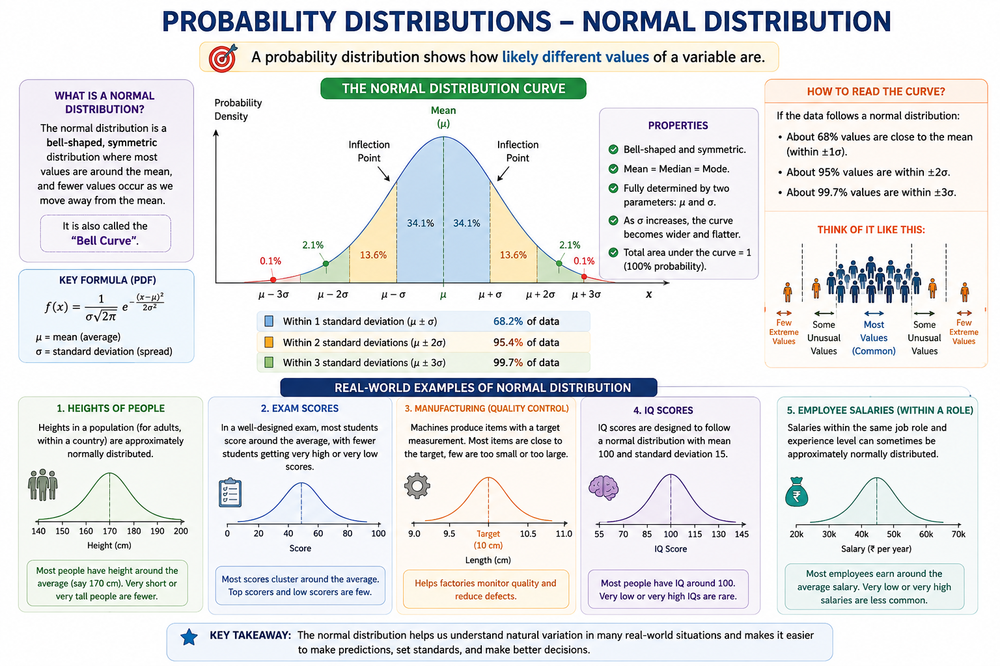 PROBABILITY DISTRIBUTIONS – NORMAL DISTRIBUTION
A probability distribution shows how likely different values of a variable are.
WHAT IS A NORMAL
DISTRIBUTION?
The normal distribution is a
bell-shaped, symmetric
distribution where most
values are around the mean,
and fewer values occur as we
move away from the mean.
It is also called the
“Bell Curve”.
KEY FORMULA (PDF)
f(x) = 1/(σ√2π) e^(−(x−μ)²/2σ²)
μ = mean (average)
σ = standard deviation (spread)
THE NORMAL DISTRIBUTION CURVE
Probability
Density
Mean
(μ)
Inflection
Point
Inflection
Point
34.1%
34.1%
13.6%
13.6%
2.1%
2.1%
0.1%
0.1%
μ − 3σ
μ − 2σ
μ − σ
μ
μ + σ
μ + 2σ
μ + 3σ
x
Within 1 standard deviation (μ ± σ) 68.2% of data
Within 2 standard deviations (μ ± 2σ) 95.4% of data
Within 3 standard deviations (μ ± 3σ) 99.7% of data
PROPERTIES
Bell-shaped and symmetric.
Mean = Median = Mode.
Fully determined by two
parameters: μ and σ.
As σ increases, the curve
becomes wider and flatter.
Total area under the curve = 1
(100% probability).
HOW TO READ THE CURVE?
If the data follows a normal distribution:
• About 68% values are close to the mean
(within ±1σ).
• About 95% values are within ±2σ.
• About 99.7% values are within ±3σ.
THINK OF IT LIKE THIS:
Few
Extreme
Values
Some
Unusual
Values
Most
Values
(Common)
Some
Unusual
Values
Few
Extreme
Values
REAL-WORLD EXAMPLES OF NORMAL DISTRIBUTION
1. HEIGHTS OF PEOPLE
Heights in a population (for adults,
within a country) are approximately
normally distributed.
140 150 160 170 180 190 200
Height (cm)
Most people have height around the
average (say 170 cm). Very short or
very tall people are fewer.
2. EXAM SCORES
In a well-designed exam, most students
score around the average, with fewer
students getting very high or very low
scores.
0 20 40 60 80 100
Score
Most scores cluster around the average.
Top scorers and low scorers are few.
3. MANUFACTURING (QUALITY CONTROL)
Machines produce items with a target
measurement. Most items are close to
the target, few are too small or too large.
9.0 9.5 Target 10.5 11.0
(10 cm)
Length (cm)
Helps factories monitor quality and
reduce defects.
4. IQ SCORES
IQ scores are designed to follow
a normal distribution with mean
100 and standard deviation 15.
55 70 85 100 115 130 145
IQ Score
Most people have IQ around 100.
Very low or very high IQs are rare.
5. EMPLOYEE SALARIES (WITHIN A ROLE)
Salaries within the same job role and
experience level can sometimes be
approximately normally distributed.
₹
20k 30k 40k 50k 60k 70k
Salary (₹ per year)
Most employees earn around the
average salary. Very low or very high
salaries are less common.
KEY TAKEAWAY: The normal distribution helps us understand natural variation in many real-world situations and makes it easier
to make predictions, set standards, and make better decisions.